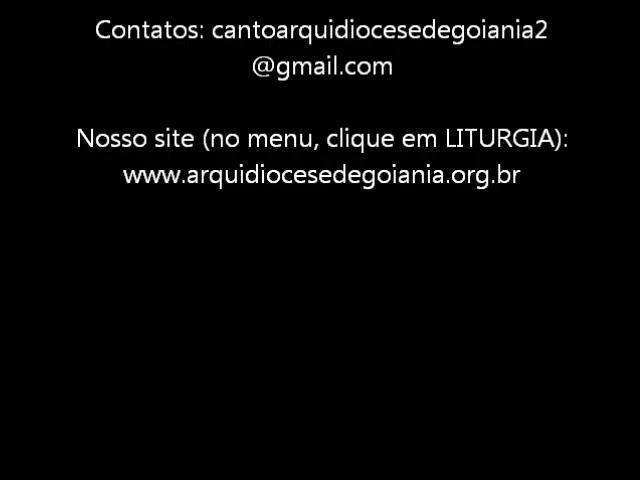 Contatos: cantoarquidiocesedegoiania2
@gmail.com
Nosso site (no menu, clique em LITURGIA):
www.arquidiocesedegoiania.org.br